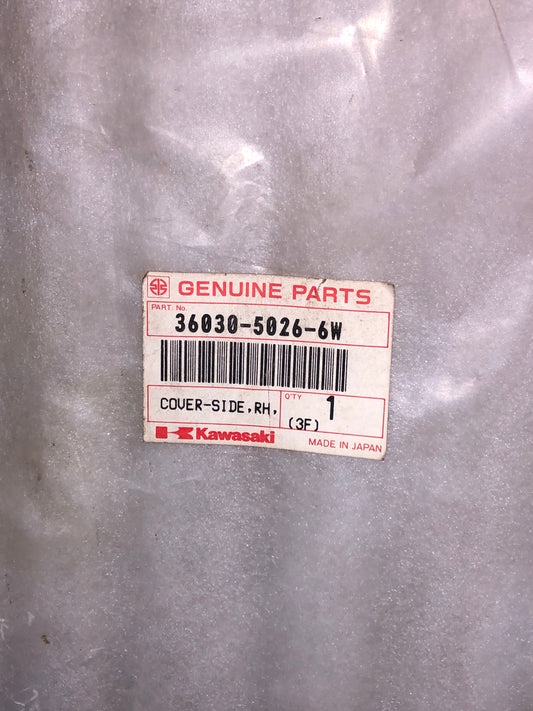 GENUINE PARTS
PART No.
36030-5026-6W
COVER-SIDE,RH,
Q'TY
1
(3F)
Kawasaki
MADE IN JAPAN